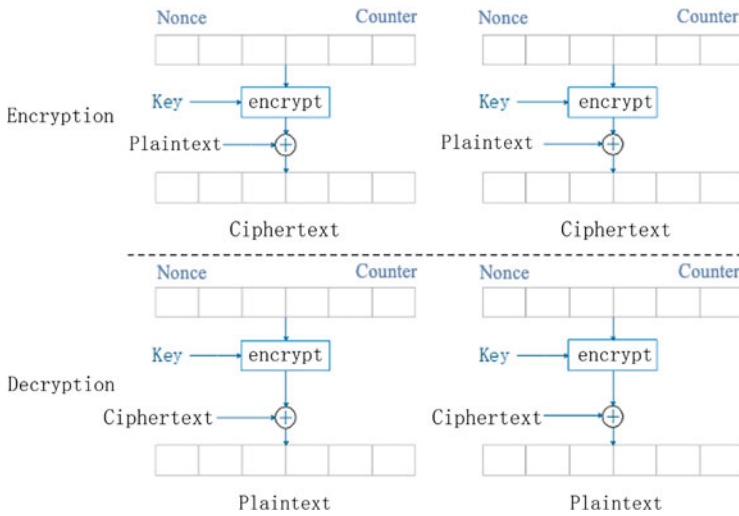 Nonce Counter Nonce Counter
Key encrypt Key encrypt
Encryption
Plaintext Plaintext
Ciphertext Ciphertext
Nonce Counter Nonce Counter
Key encrypt Key encrypt
Decryption
Ciphertext Ciphertext
Plaintext Plaintext